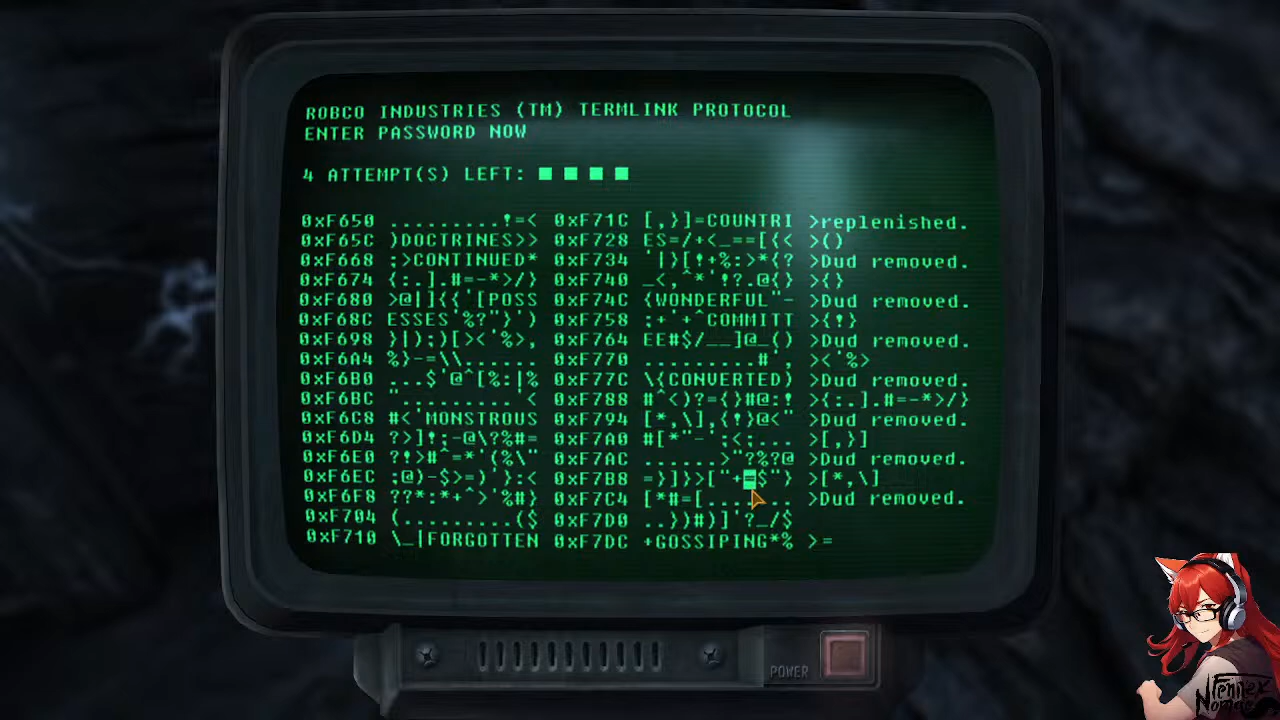 ROBCO INDUSTRIES (TM) TERMLINK PROTOCOL
ENTER PASSWORD NOW
4 ATTEMPT(S) LEFT: ■ ■ ■ ■
0xF650 .........!=< 0xF71C [,}]=COUNTRI >replenished.
0xF65C )DOCTRINES>> 0xF728 ES=/+<_==[{< >()
0xF668 :>CONTINUED* 0xF734 '|}[!+%:>*{? >Dud removed.
0xF674 {:.].#=-*>/} 0xF740 _<,^*'!?.@{} >{}
0xF680 >@|]{{'[POSS 0xF74C {WONDERFUL"- >Dud removed.
0xF68C ESSES'%?"}') 0xF758 ;+'+^COMMITT >{!}
0xF698 }|);)[><'%>, 0xF764 EE#$/__]@_() >Dud removed.
0xF6A4 %}-=\\...... 0xF770 .........#', ><'%>
0xF6B0 ...$'@^[%:|% 0xF77C \{CONVERTED) >Dud removed.
0xF6BC ".........'< 0xF788 #^<)?={}#@:! >{:.].#=-*>/}
0xF6C8 #<'MONSTROUS 0xF794 [*,\],{!}@<" >Dud removed.
0xF6D4 ?>]!;-@\?%#= 0xF7A0 #[*"-';<;... >[,}]
0xF6E0 ?!>#^=*'(%\" 0xF7AC ......>"?%?@ >Dud removed.
0xF6EC :@)-$>=)'}:< 0xF7B8 =}]}>[“+=$"} >[*,\]
0xF6F8 ??*:*+^>'%#} 0xF7C4 [*#=[....... >Dud removed.
0xF704 (.........($ 0xF7D0 ..})#)]'?_/$
0xF710 \_|FORGOTTEN 0xF7DC +GOSSIPING*% >=
POWER